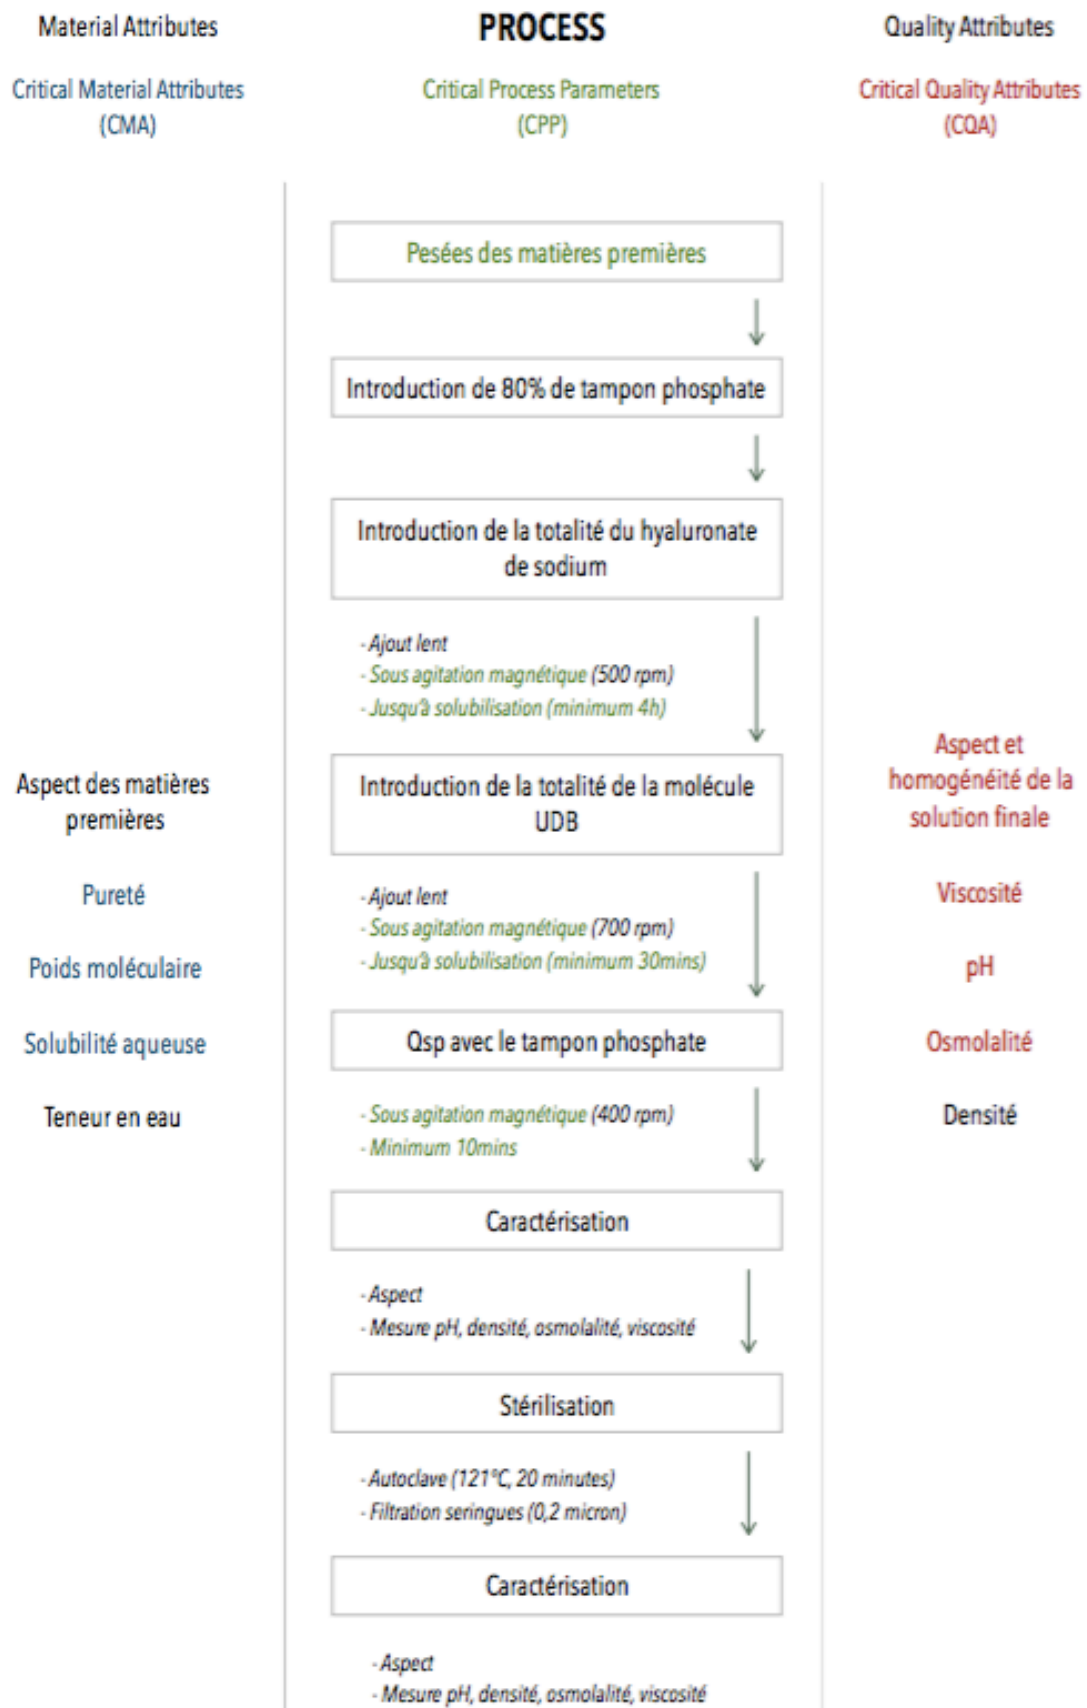 Material Attributes
PROCESS
Quality Attributes
Critical Material Attributes
(CMA)
Critical Process Parameters
(CPP)
Critical Quality Attributes
(CQA)
Pesées des matières premières
Introduction de 80% de tampon phosphate
Introduction de la totalité du hyaluronate
de sodium
- Ajout lent
- Sous agitation magnétique (500 rpm)
- Jusqu'à solubilisation (minimum 4h)
Aspect des matières
premières
Pureté
Poids moléculaire
Solubilité aqueuse
Teneur en eau
Introduction de la totalité de la molécule
UDB
- Ajout lent
- Sous agitation magnétique (700 rpm)
- Jusqu'à solubilisation (minimum 30mins)
Qsp avec le tampon phosphate
- Sous agitation magnétique (400 rpm)
- Minimum 10mins
Aspect et
homogénéité de la
solution finale
Viscosité
pH
Osmolalité
Densité
Caractérisation
- Aspect
- Mesure pH, densité, osmolalité, viscosité
Stérilisation
- Autoclave (121°C, 20 minutes)
- Filtration seringues (0,2 micron)
Caractérisation
- Aspect
- Mesure pH, densité, osmolalité, viscosité